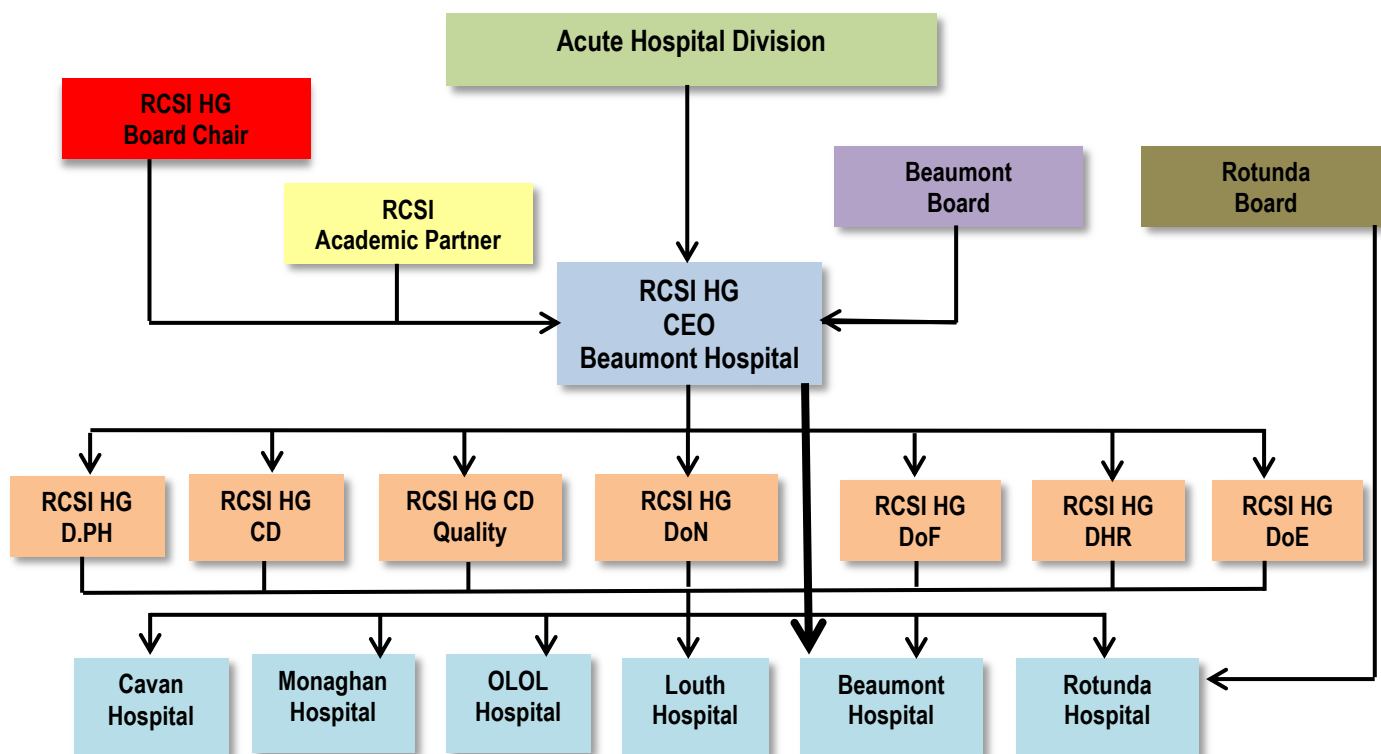 Acute Hospital Division
RCSI HG
Board Chair
RCSI
Academic Partner
Beaumont
Board
Rotunda
Board
RCSI HG
CEO
Beaumont Hospital
RCSI HG
D.PH
RCSI HG
CD
RCSI HG CD
Quality
RCSI HG
DoN
RCSI HG
DoF
RCSI HG
DHR
RCSI HG
DoE
Cavan
Hospital
Monaghan
Hospital
OLOL
Hospital
Louth
Hospital
Beaumont
Hospital
Rotunda
Hospital